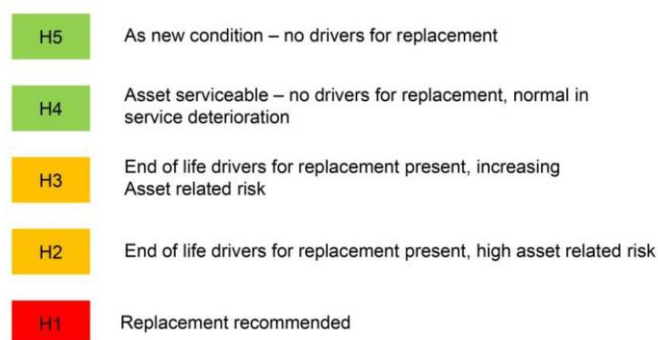 H5 As new condition – no drivers for replacement
H4 Asset serviceable – no drivers for replacement, normal in
service deterioration
H3 End of life drivers for replacement present, increasing
Asset related risk
H2 End of life drivers for replacement present, high asset related risk
H1 Replacement recommended